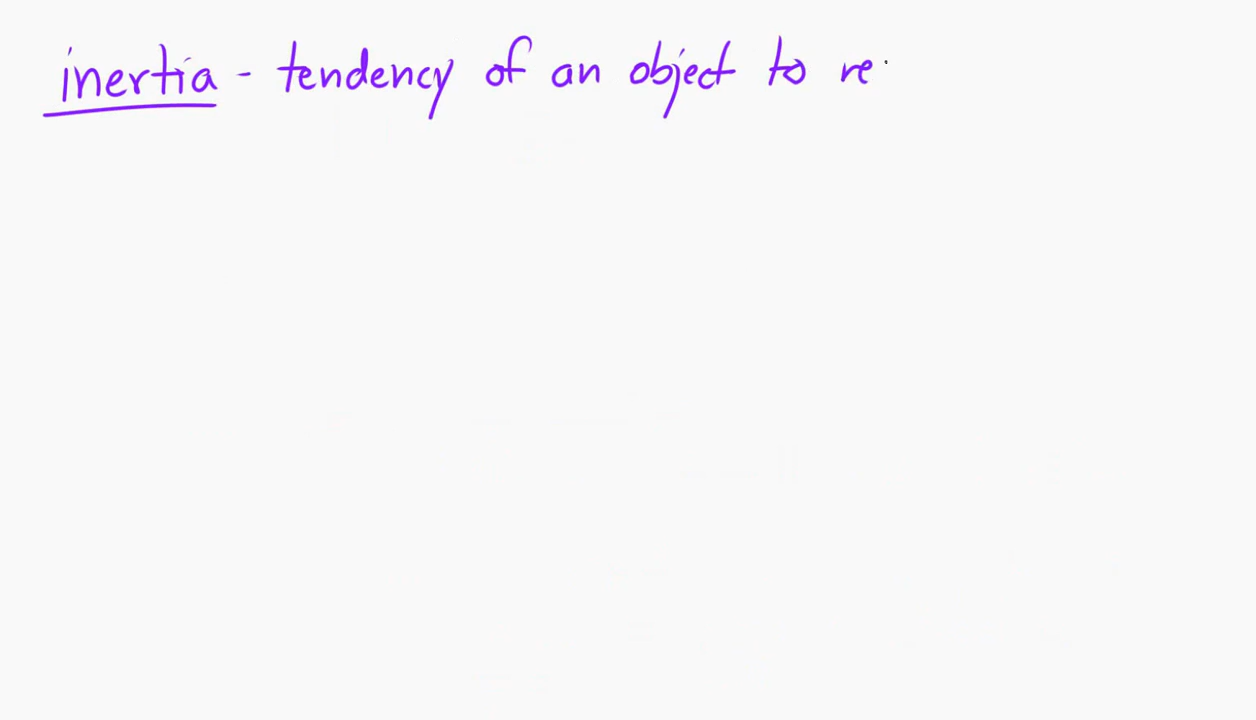 inertia - tendency of an object to re